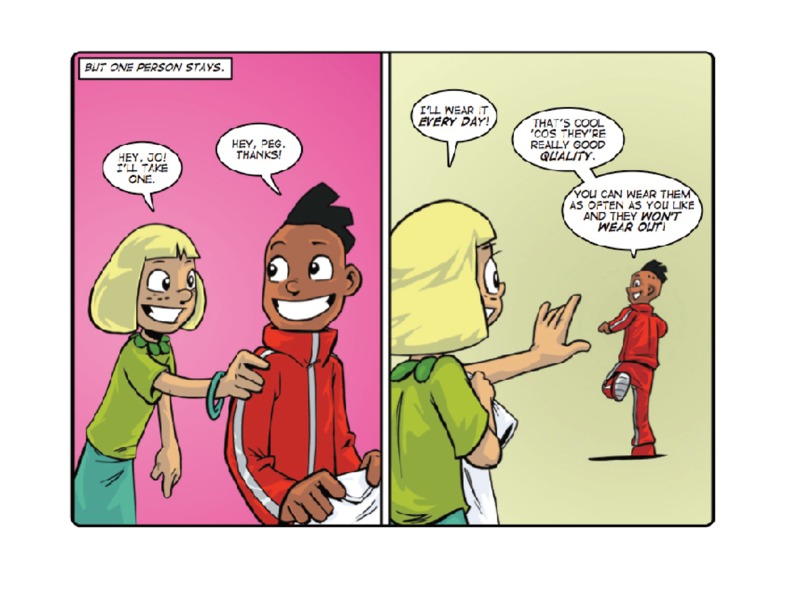 BUT ONE PERSON STAYS.
HEY, JO!
I'LL TAKE
ONE.
HEY, PEG.
THANKS!
I'LL WEAR IT
EVERY DAY!
THAT'S COOL
'COS THEY'RE
REALLY GOOD
QUALITY.
YOU CAN WEAR THEM
AS OFTEN AS YOU LIKE
AND THEY WON'T
WEAR OUT!